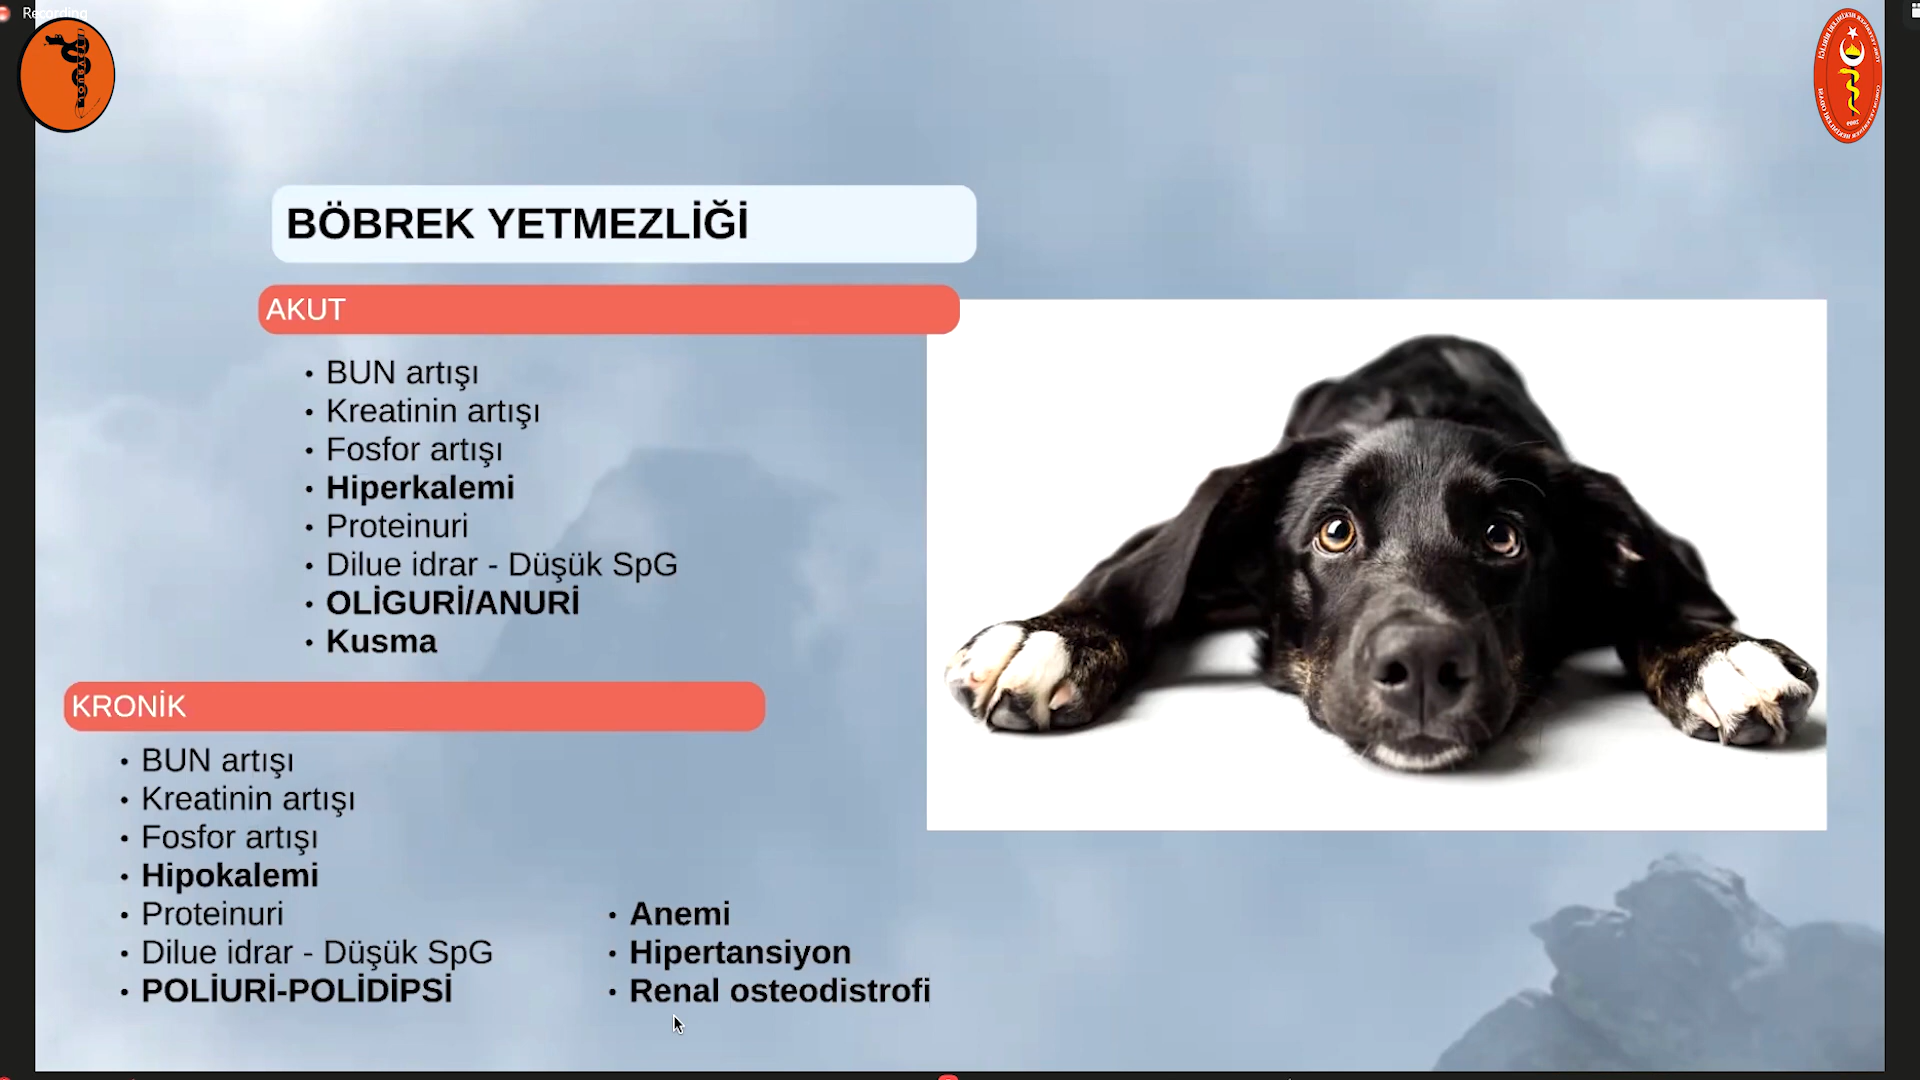 Recording
BÖBREK YETMEZLİĞİ
AKUT
• BUN artışı
• Kreatinin artışı
• Fosfor artışı
• Hiperkalemi
• Proteinuri
• Dilue idrar - Düşük SpG
• OLİGURİ/ANURİ
• Kusma
KRONİK
• BUN artışı
• Kreatinin artışı
• Fosfor artışı
• Hipokalemi
• Proteinuri
• Dilue idrar - Düşük SpG
• POLİURİ-POLİDİPSİ
• Anemi
• Hipertansiyon
• Renal osteodistrofi